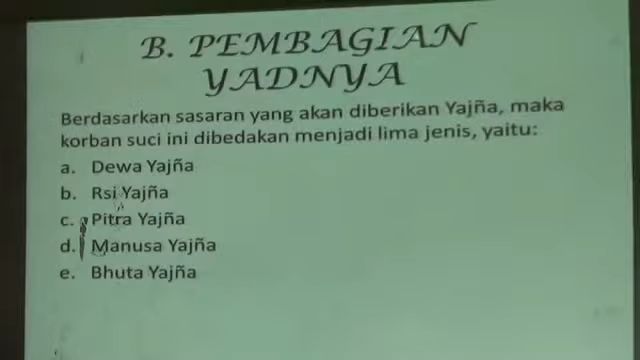 B. PEMBAGIAN
YADNYA
Berdasarkan sasaran yang akan diberikan Yajña, maka
korban suci ini dibedakan menjadi lima jenis, yaitu:
a. Dewa Yajña
b. Rsi Yajña
c. Pitra Yajña
d. Manusa Yajña
e. Bhuta Yajña